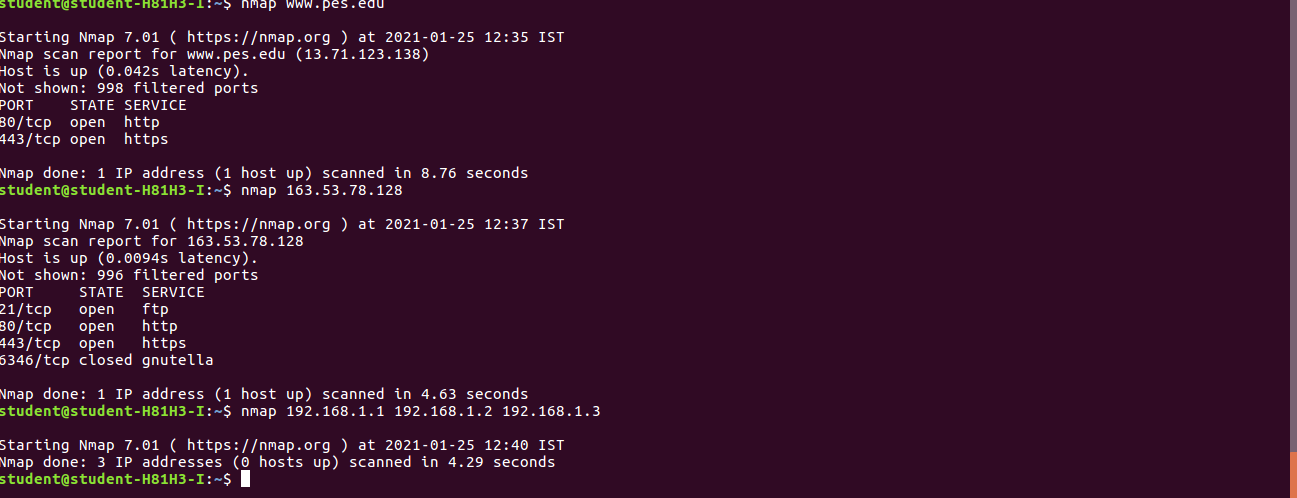 student@student-H81H3-I:~$ nmap www.pes.edu
Starting Nmap 7.01 ( https://nmap.org ) at 2021-01-25 12:35 IST
Nmap scan report for www.pes.edu (13.71.123.138)
Host is up (0.042s latency).
Not shown: 998 filtered ports
PORT    STATE SERVICE
80/tcp  open  http
443/tcp open  https
Nmap done: 1 IP address (1 host up) scanned in 8.76 seconds
student@student-H81H3-I:~$ nmap 163.53.78.128
Starting Nmap 7.01 ( https://nmap.org ) at 2021-01-25 12:37 IST
Nmap scan report for 163.53.78.128
Host is up (0.0094s latency).
Not shown: 996 filtered ports
PORT     STATE  SERVICE
21/tcp   open   ftp
80/tcp   open   http
443/tcp  open   https
6346/tcp closed gnutella
Nmap done: 1 IP address (1 host up) scanned in 4.63 seconds
student@student-H81H3-I:~$ nmap 192.168.1.1 192.168.1.2 192.168.1.3
Starting Nmap 7.01 ( https://nmap.org ) at 2021-01-25 12:40 IST
Nmap done: 3 IP addresses (0 hosts up) scanned in 4.29 seconds
student@student-H81H3-I:~$